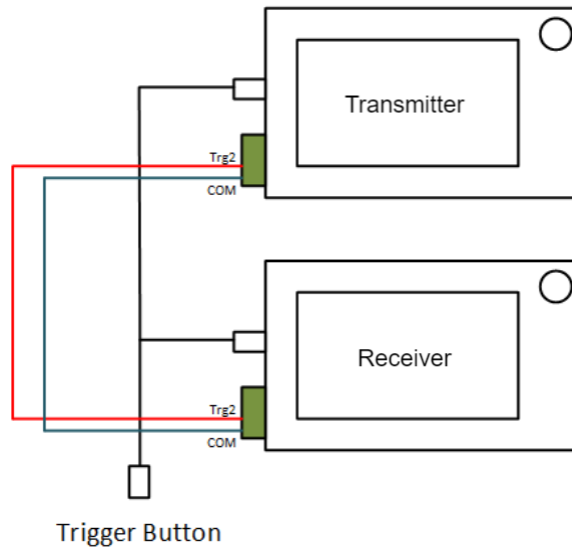 Transmitter
Trg2
COM
Receiver
Trg2
COM
Trigger Button